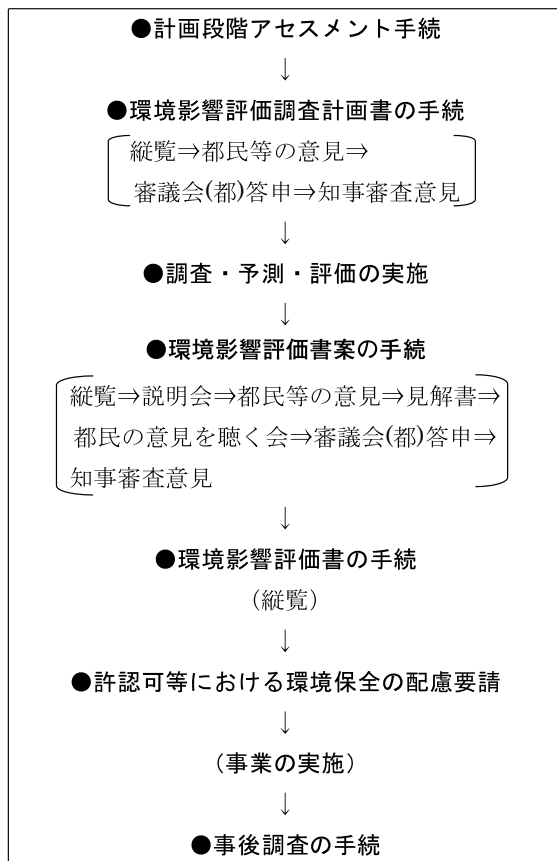 ●計画段階アセスメント手続
↓
●環境影響評価調査計画書の手続
縦覧⇒都民等の意見⇒
審議会(都)答申⇒知事審査意見
↓
●調査・予測・評価の実施
↓
●環境影響評価書案の手続
縦覧⇒説明会⇒都民等の意見⇒見解書⇒
都民の意見を聴く会⇒審議会(都)答申⇒
知事審査意見
↓
●環境影響評価書の手続
(縦覧)
↓
●許認可等における環境保全の配慮要請
↓
(事業の実施)
↓
●事後調査の手続